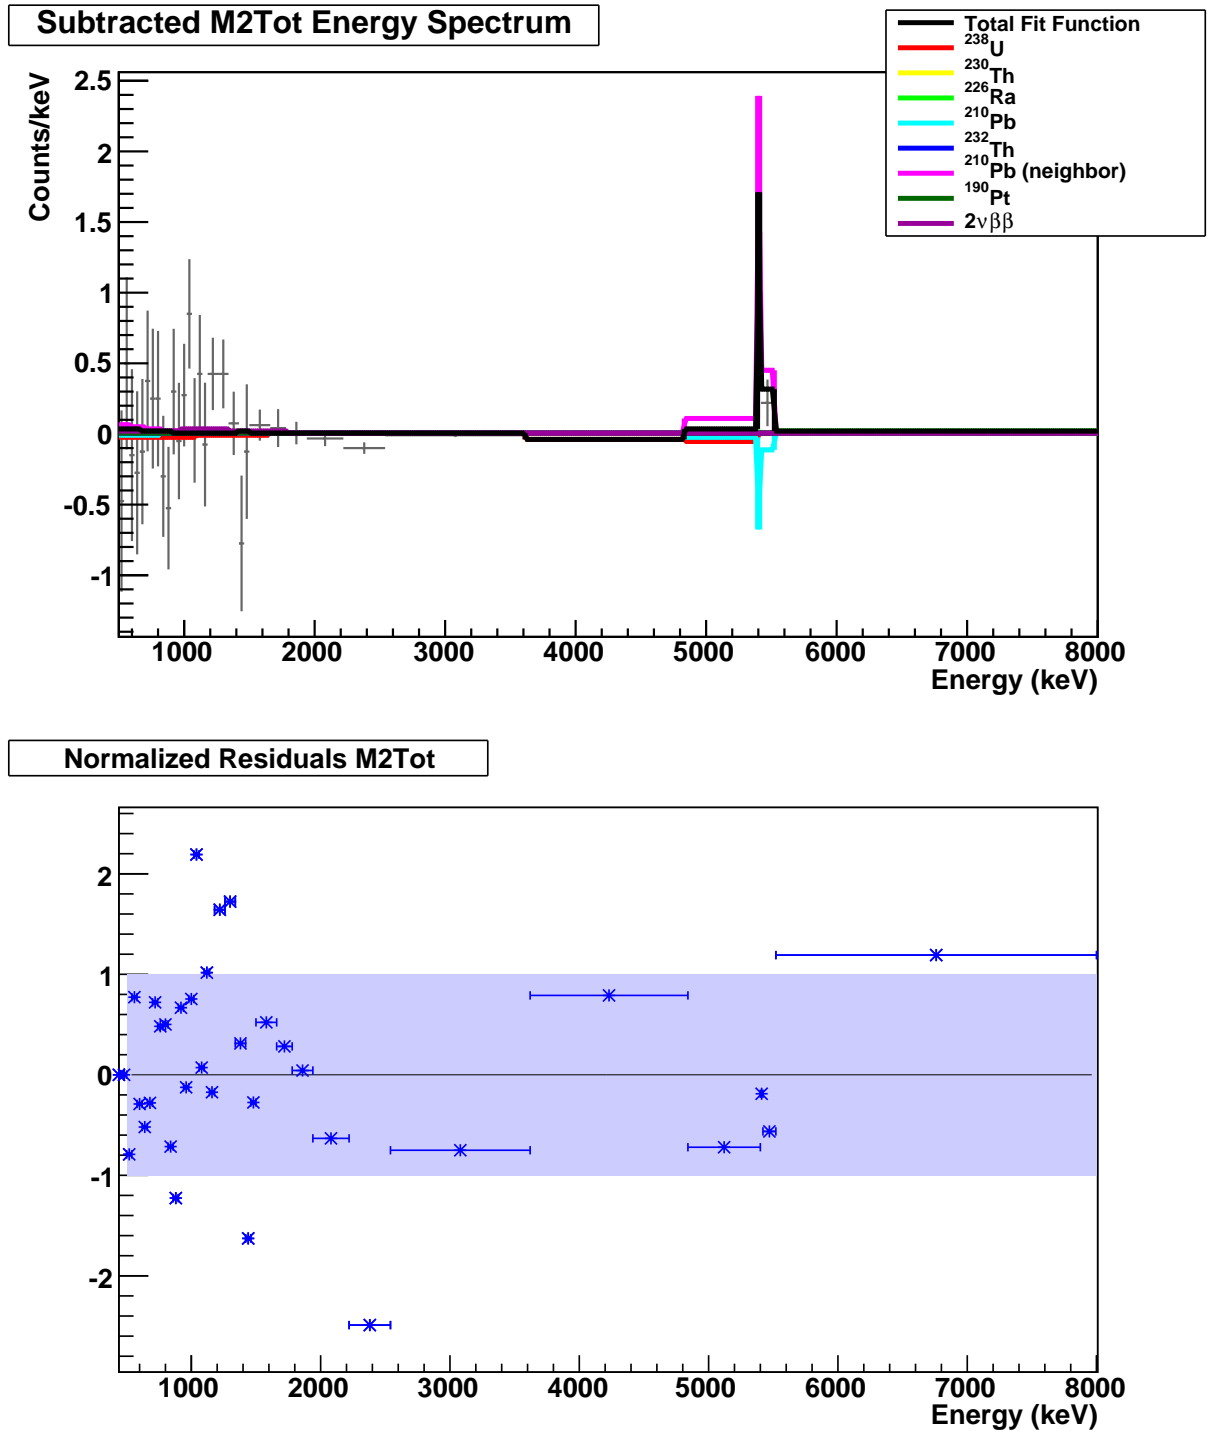 Subtracted M2Tot Energy Spectrum
Total Fit Function
238U
230Th
226Ra
210Pb
232Th
210Pb (neighbor)
190Pt
2νββ
Counts/keV
2.5
2
1.5
1
0.5
0
-0.5
-1
1000 2000 3000 4000 5000 6000 7000 8000
Energy (keV)
Normalized Residuals M2Tot
2
1
0
-1
-2
1000 2000 3000 4000 5000 6000 7000 8000
Energy (keV)